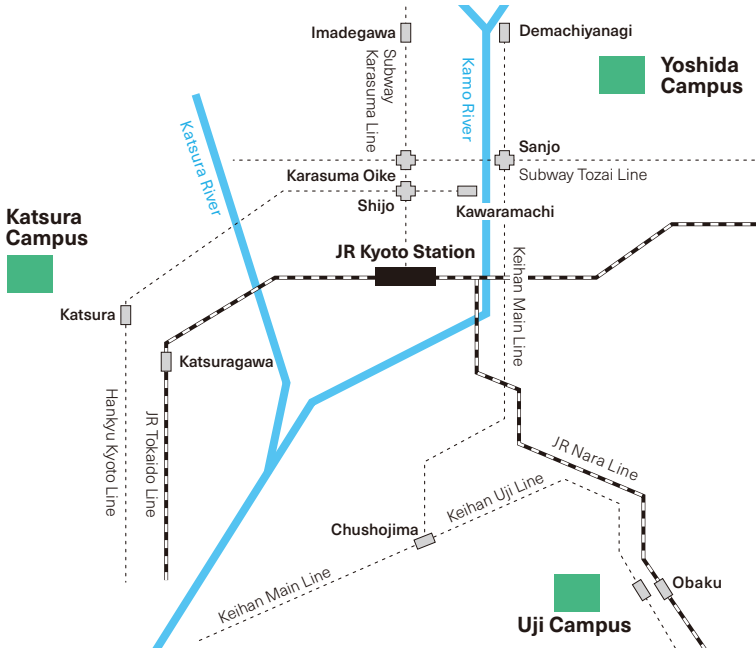 Imadegawa
Demachiyanagi
Subway
Karasuma Line
Kamo River
Yoshida
Campus
Katsura River
Sanjo
Subway Tozai Line
Karasuma Oike
Shijo
Kawaramachi
Katsura
Campus
JR Kyoto Station
Keihan Main Line
Katsura
Katsuragawa
Hankyu Kyoto Line
JR Tokaido Line
JR Nara Line
Keihan Uji Line
Chushojima
Keihan Main Line
Obaku
Uji Campus